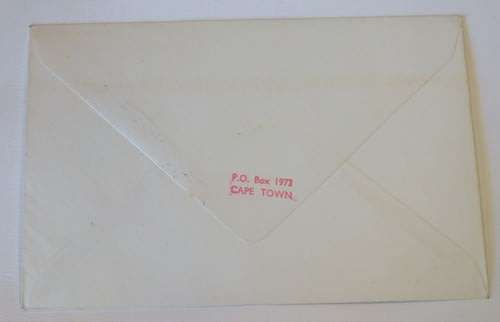 P.O. Box 1973
CAPE TOWN